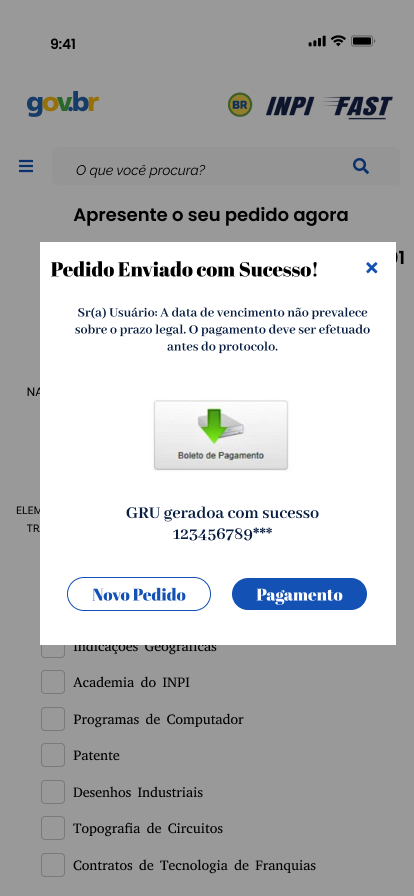 9:41
gov.br
BR INPI FAST
O que você procura?
Apresente o seu pedido agora
Pedido Enviado com Sucesso!
Sr(a) Usuário: A data de vencimento não prevalece
sobre o prazo legal. O pagamento deve ser efetuado
antes do protocolo.
NA
Boleto de Pagamento
ELEM
GRU geradoa com sucesso
TR
123456789***
Novo Pedido Pagamento
Indicações Geográficas
Academia do INPI
Programas de Computador
Patente
Desenhos Industriais
Topografia de Circuitos
Contratos de Tecnologia de Franquias